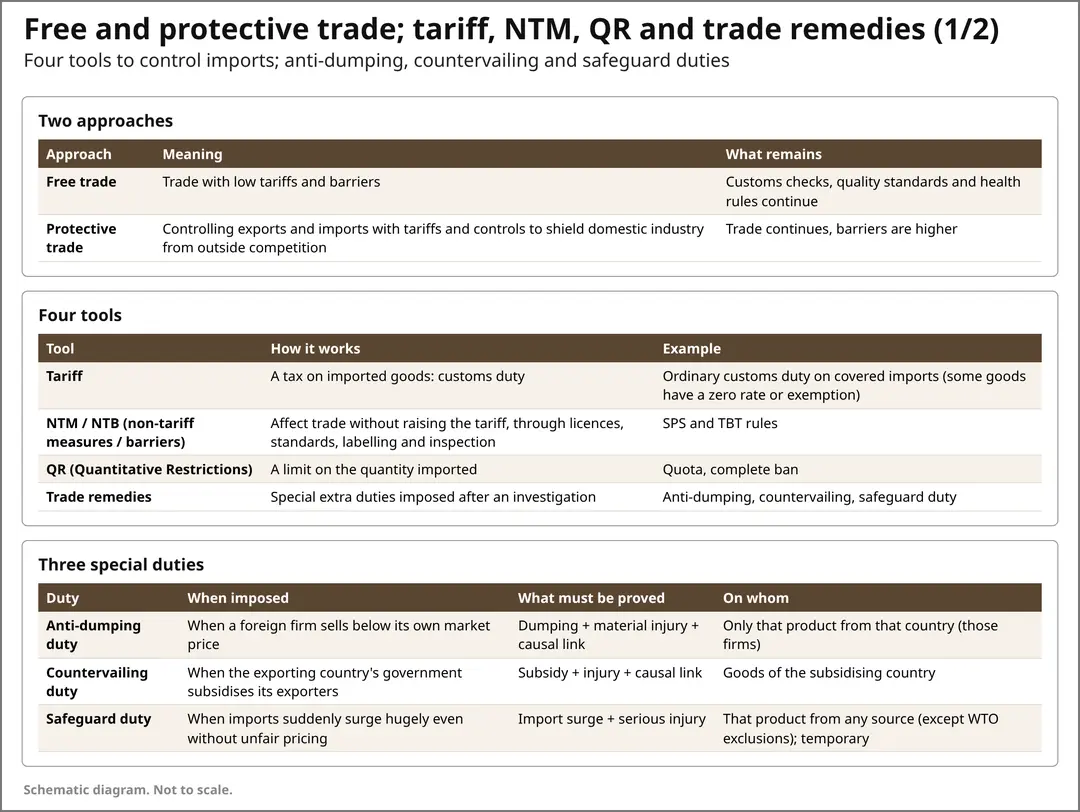 Free and protective trade; tariff, NTM, QR and trade remedies (1/2)
Four tools to control imports; anti-dumping, countervailing and safeguard duties
Two approaches
Approach Meaning What remains
Free trade Trade with low tariffs and barriers Customs checks, quality standards and health
rules continue
Protective Controlling exports and imports with tariffs and controls to shield domestic industry Trade continues, barriers are higher
trade from outside competition
Four tools
Tool How it works Example
Tariff A tax on imported goods: customs duty Ordinary customs duty on covered imports (some goods
have a zero rate or exemption)
NTM / NTB (non-tariff Affect trade without raising the tariff, through licences, SPS and TBT rules
measures / barriers) standards, labelling and inspection
QR (Quantitative Restrictions) A limit on the quantity imported Quota, complete ban
Trade remedies Special extra duties imposed after an investigation Anti-dumping, countervailing, safeguard duty
Three special duties
Duty When imposed What must be proved On whom
Anti-dumping When a foreign firm sells below its own market Dumping + material injury + Only that product from that country (those
duty price causal link firms)
Countervailing When the exporting country's government Subsidy + injury + causal link Goods of the subsidising country
duty subsidises its exporters
Safeguard duty When imports suddenly surge hugely even Import surge + serious injury That product from any source (except WTO
without unfair pricing exclusions); temporary
Schematic diagram. Not to scale.